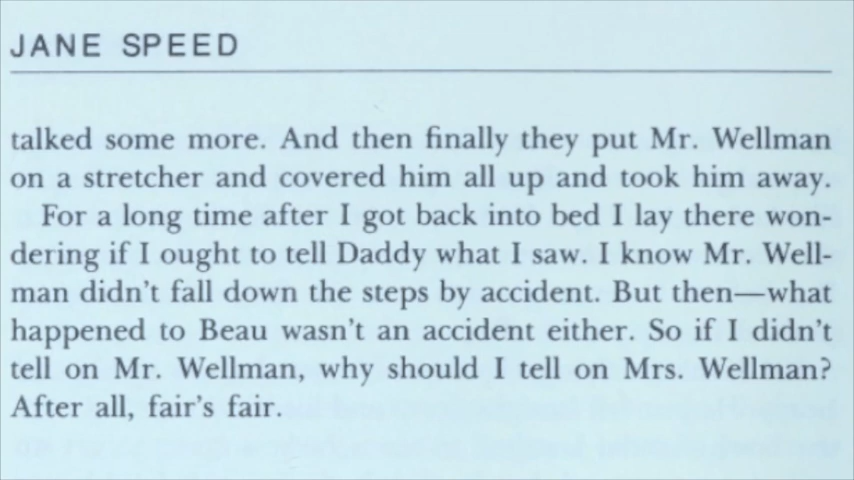 JANE SPEED
talked some more. And then finally they put Mr. Wellman
on a stretcher and covered him all up and took him away.
For a long time after I got back into bed I lay there won-
dering if I ought to tell Daddy what I saw. I know Mr. Well-
man didn't fall down the steps by accident. But then—what
happened to Beau wasn't an accident either. So if I didn't
tell on Mr. Wellman, why should I tell on Mrs. Wellman?
After all, fair's fair.